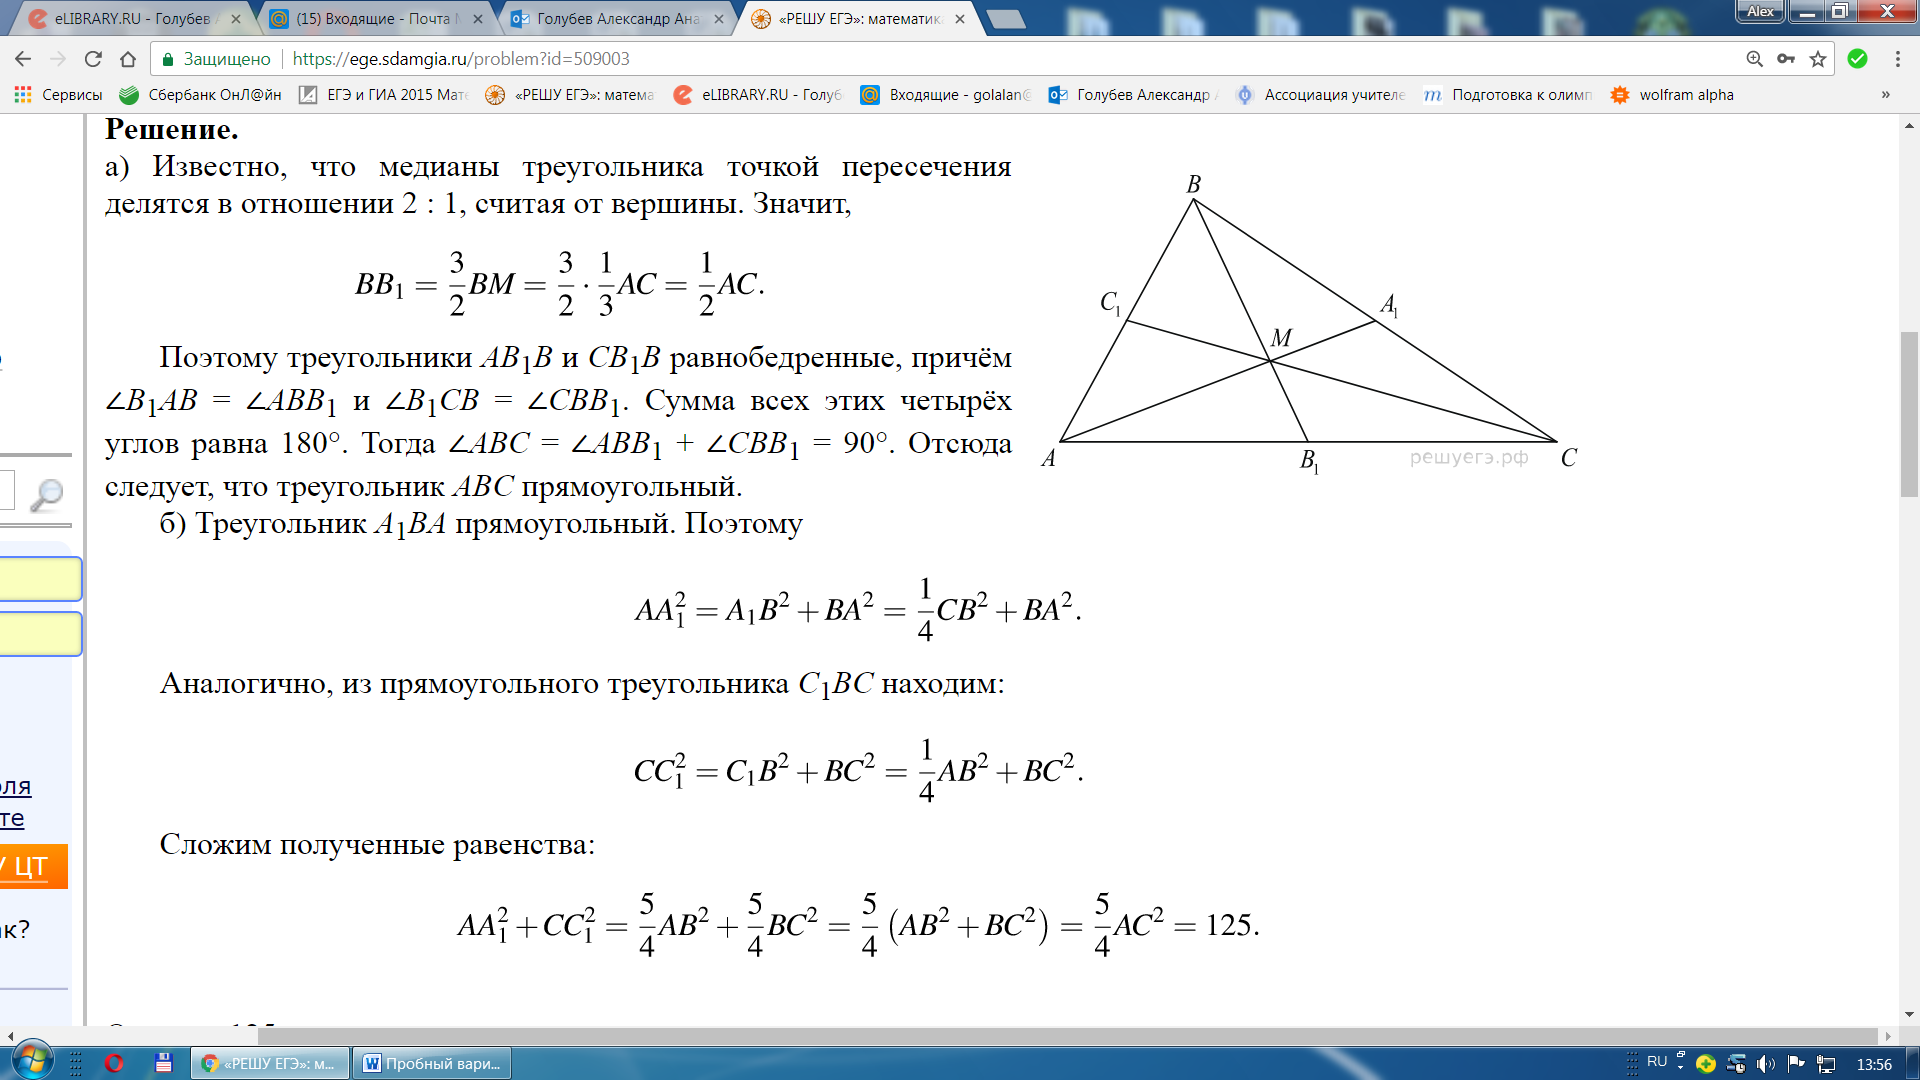 eLIBRARY.RU - Голубев
(15) Входящие - Почта
Голубев Александр Ана
«РЕШУ ЕГЭ»: математик
Alex
Защищено
https://ege.sdamgia.ru/problem?id=509003
Сервисы
Сбербанк ОнЛ@йн
ЕГЭ и ГИА 2015 Мате
«РЕШУ ЕГЭ»: матема
eLIBRARY.RU - Голуб
Входящие - golalan@
Голубев Александр
Ассоциация учителе
Подготовка к олимп
wolfram alpha
»
Решение.
а) Известно, что медианы треугольника точкой пересечения
делятся в отношении 2 : 1, считая от вершины. Значит,
BB₁ = 3/2 BM = 3/2 · 1/3 AC = 1/2 AC.
Поэтому треугольники AB₁B и CB₁B равнобедренные, причём
∠B₁AB = ∠ABB₁ и ∠B₁CB = ∠CBB₁. Сумма всех этих четырёх
углов равна 180°. Тогда ∠ABC = ∠ABB₁ + ∠CBB₁ = 90°. Отсюда
следует, что треугольник ABC прямоугольный.
B
C₁
A₁
M
A
B₁
C
решуегэ.рф
б) Треугольник A₁BA прямоугольный. Поэтому
AA₁² = A₁B² + BA² = 1/4 CB² + BA².
Аналогично, из прямоугольного треугольника C₁BC находим:
CC₁² = C₁B² + BC² = 1/4 AB² + BC².
Сложим полученные равенства:
AA₁² + CC₁² = 5/4 AB² + 5/4 BC² = 5/4 (AB² + BC²) = 5/4 AC² = 125.
оля
те
У ЦТ
ак?
«РЕШУ ЕГЭ»: м...
Пробный вари...
RU
13:56